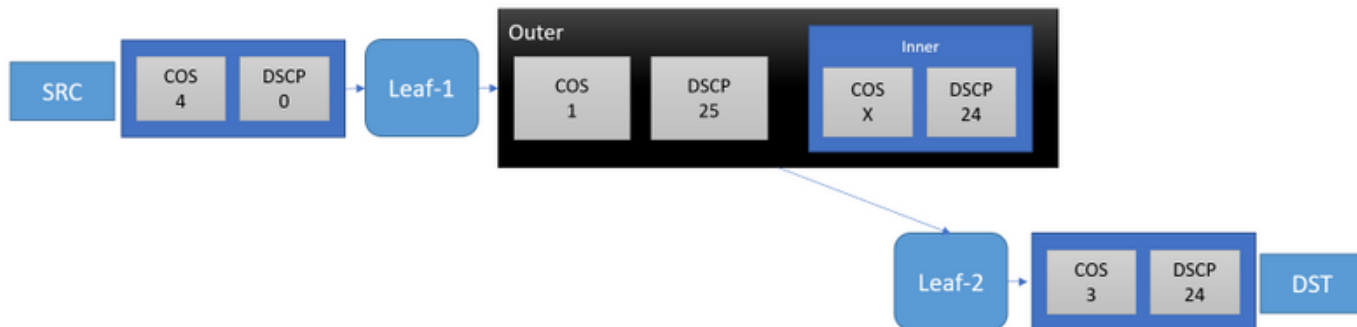 SRC
COS
4
DSCP
0
Leaf-1
Outer
COS
1
DSCP
25
Inner
COS
X
DSCP
24
Leaf-2
COS
3
DSCP
24
DST